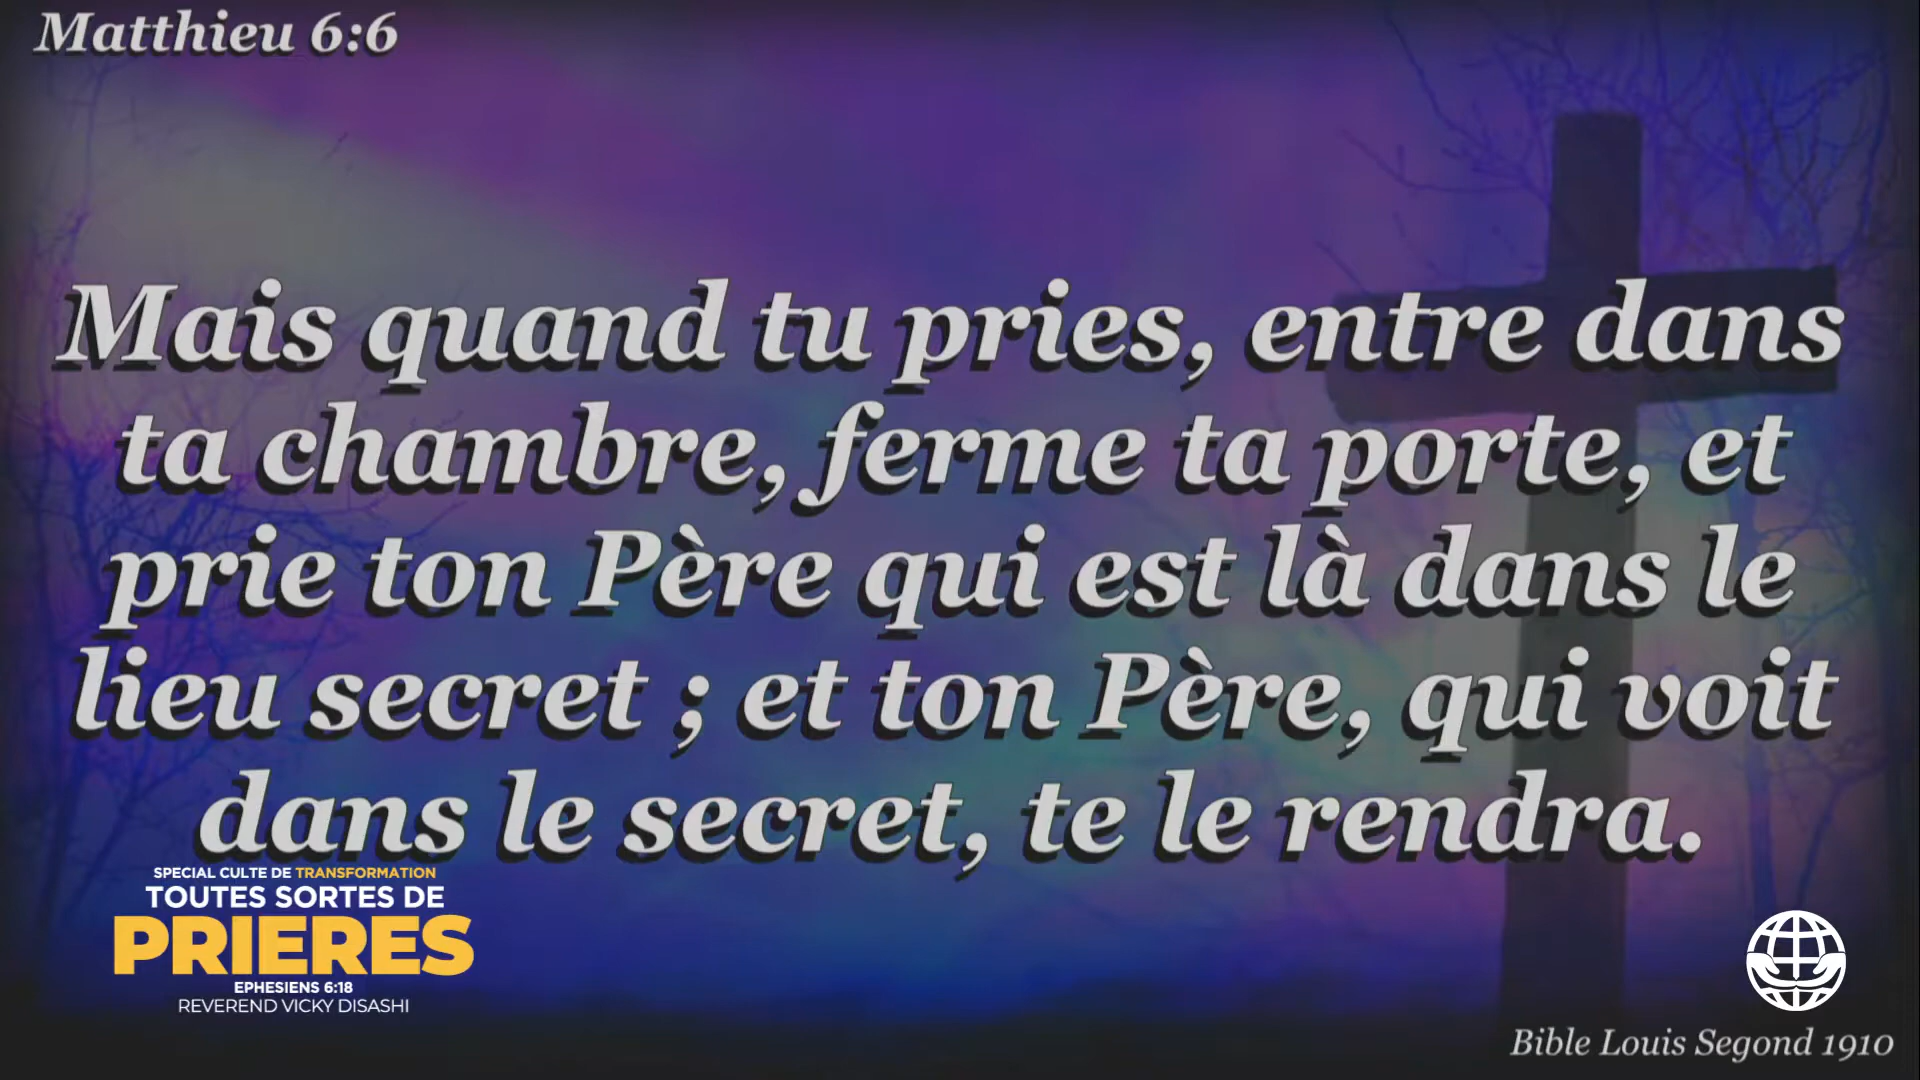 Matthieu 6:6
Mais quand tu pries, entre dans
ta chambre, ferme ta porte, et
prie ton Père qui est là dans le
lieu secret ; et ton Père, qui voit
dans le secret, te le rendra.
SPECIAL CULTE DE TRANSFORMATION
TOUTES SORTES DE
PRIERES
EPHESIENS 6:18
REVEREND VICKY DISASHI
Bible Louis Segond 1910